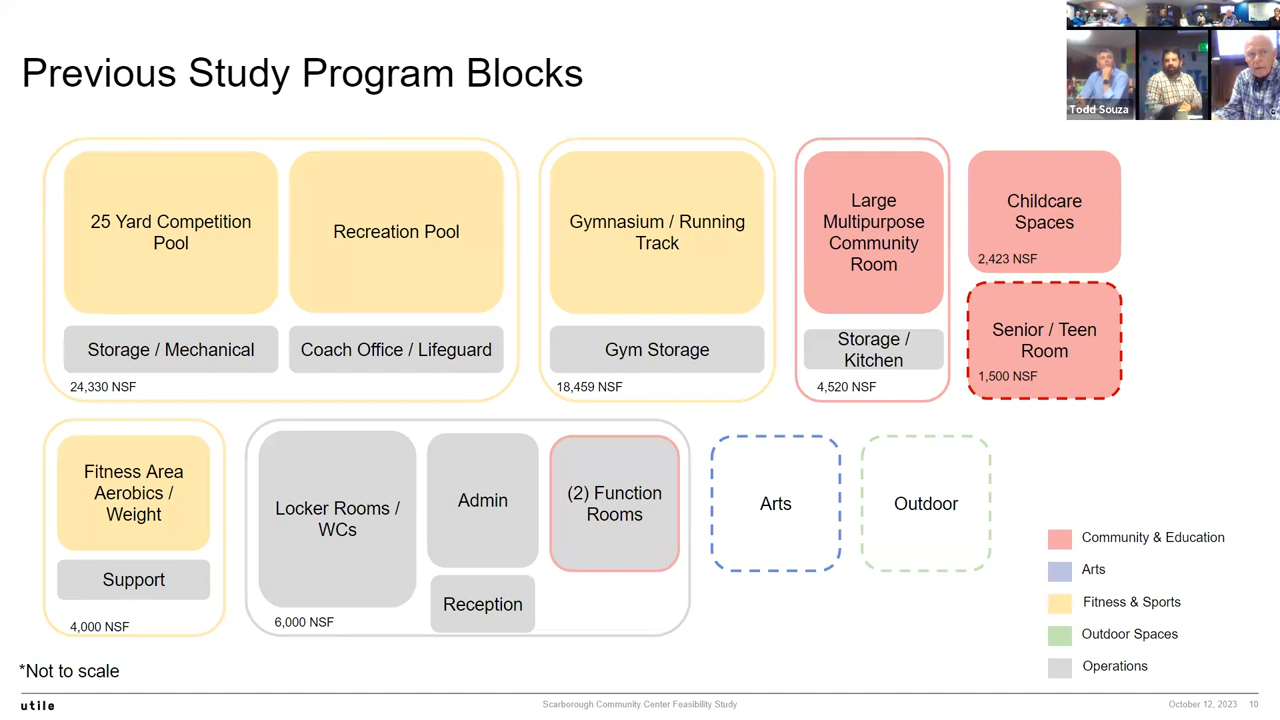 Previous Study Program Blocks
Todd Souza
25 Yard Competition
Pool
Recreation Pool
Storage / Mechanical
Coach Office / Lifeguard
24,330 NSF
Gymnasium / Running
Track
Gym Storage
18,459 NSF
Large
Multipurpose
Community
Room
Storage /
Kitchen
4,520 NSF
Childcare
Spaces
2,423 NSF
Senior / Teen
Room
1,500 NSF
Fitness Area
Aerobics /
Weight
Support
4,000 NSF
Locker Rooms /
WCs
Admin
(2) Function
Rooms
Reception
6,000 NSF
Arts
Outdoor
Community & Education
Arts
Fitness & Sports
Outdoor Spaces
Operations
*Not to scale
utile
Scarborough Community Center Feasibility Study
October 12, 2023
10